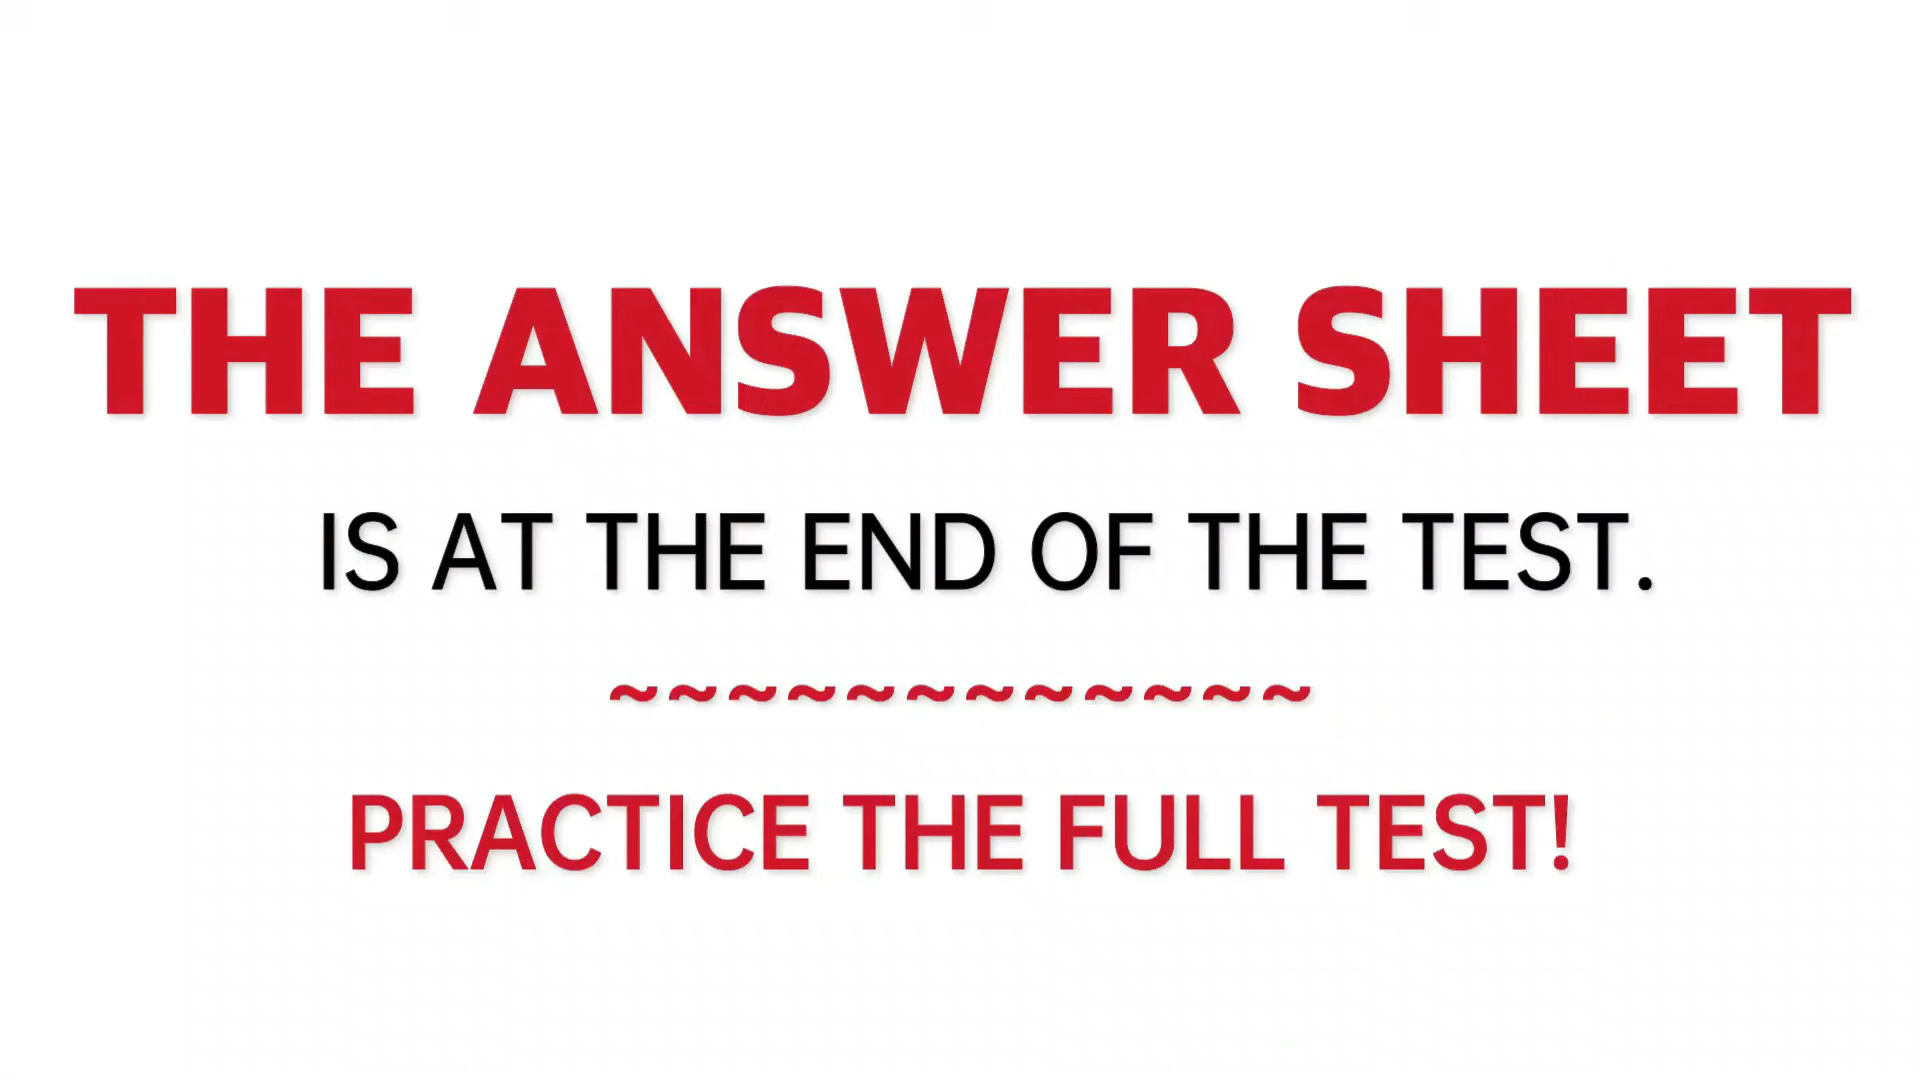 THE ANSWER SHEET
IS AT THE END OF THE TEST.
~~~~~~~~~~~~
PRACTICE THE FULL TEST!